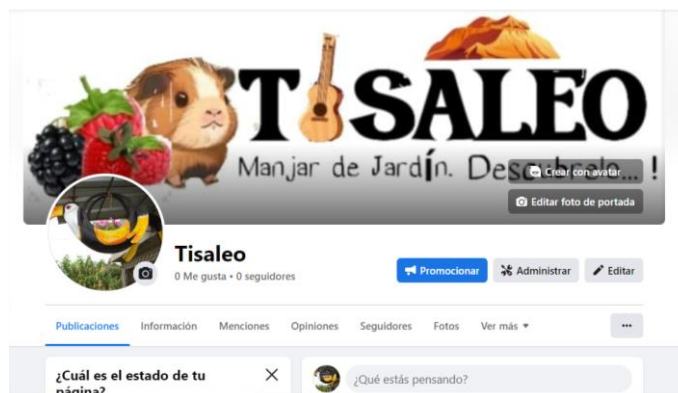 TISALEO
Manjar de Jardín. Descubrelo... !
Crear con avatar
Editar foto de portada
Tisaleo
0 Me gusta • 0 seguidores
Promocionar
Administrar
Editar
Publicaciones Información Menciones Opiniones Seguidores Fotos Ver más
¿Cuál es el estado de tu
página?
¿Qué estás pensando?